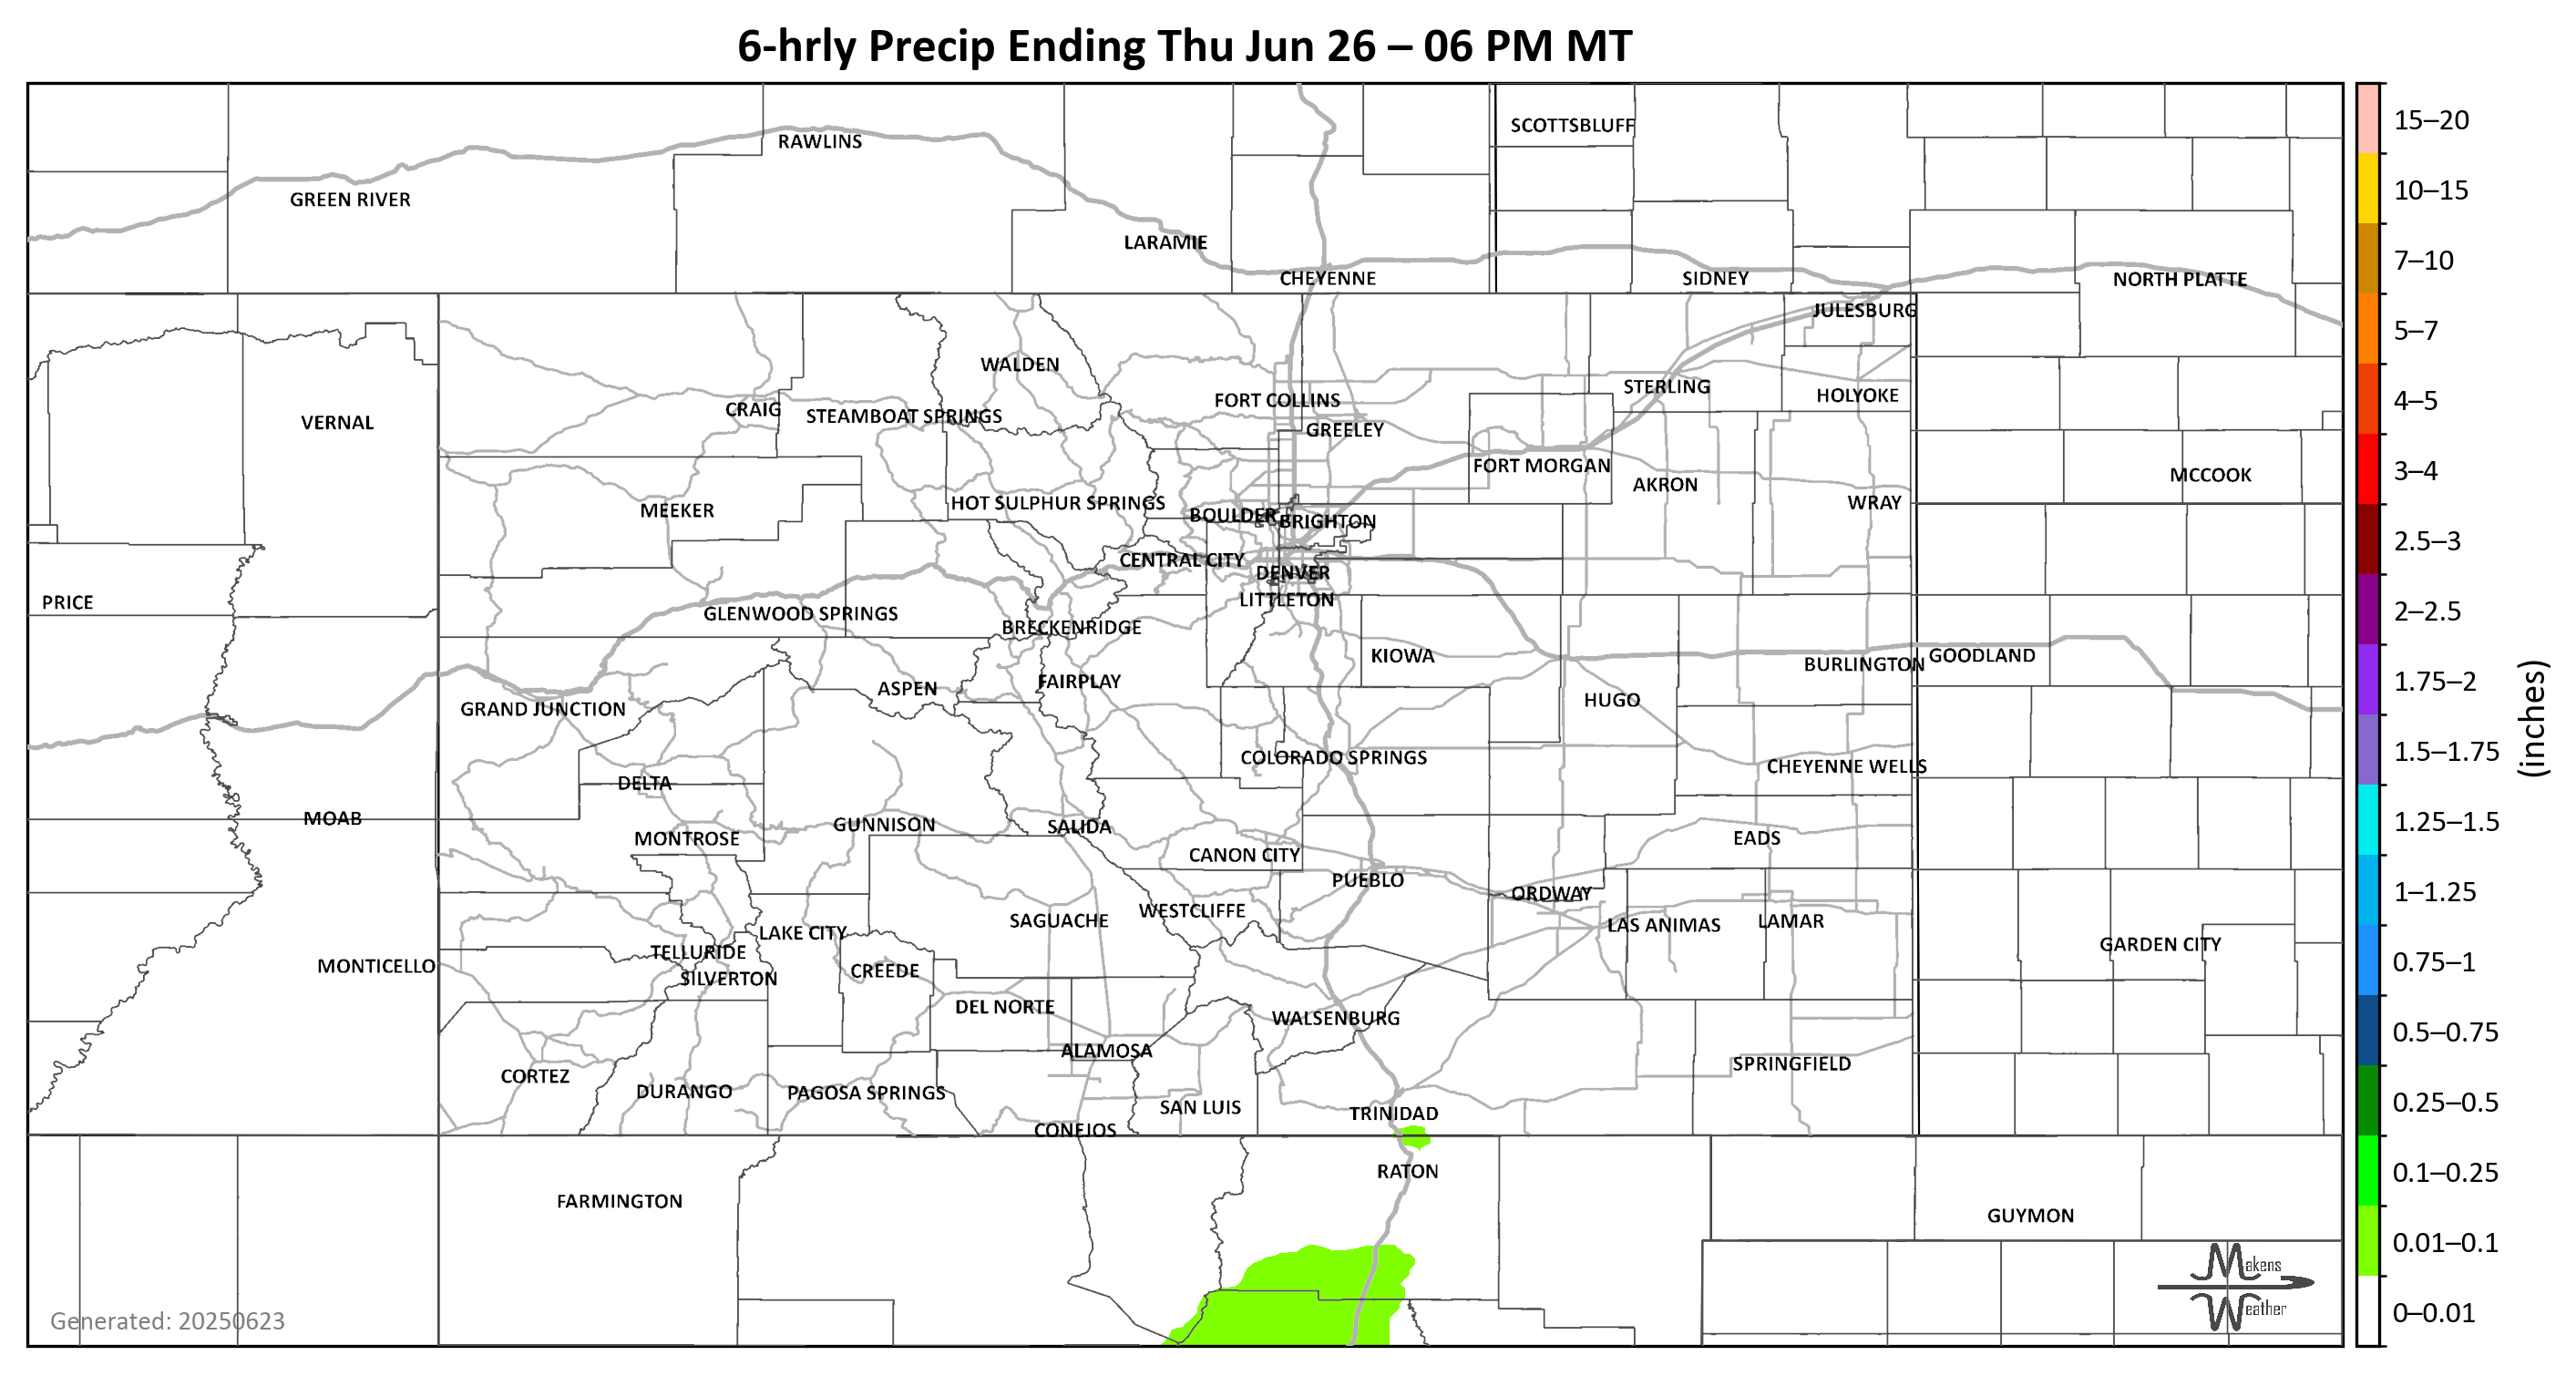 6-hrly Precip Ending Thu Jun 26 – 06 PM MT
SCOTTSBLUFF
RAWLINS
GREEN RIVER
LARAMIE
CHEYENNE
SIDNEY
NORTH PLATTE
JULESBURG
WALDEN
STERLING
HOLYOKE
FORT COLLINS
CRAIG
STEAMBOAT SPRINGS
VERNAL
GREELEY
FORT MORGAN
MCCOOK
AKRON
HOT SULPHUR SPRINGS
WRAY
MEEKER
BOULDER
BRIGHTON
CENTRAL CITY
DENVER
LITTLETON
PRICE
GLENWOOD SPRINGS
BRECKENRIDGE
KIOWA
GOODLAND
BURLINGTON
FAIRPLAY
ASPEN
HUGO
GRAND JUNCTION
COLORADO SPRINGS
CHEYENNE WELLS
DELTA
MOAB
GUNNISON
SALIDA
MONTROSE
EADS
CANON CITY
PUEBLO
ORDWAY
WESTCLIFFE
SAGUACHE
LAS ANIMAS
LAMAR
LAKE CITY
GARDEN CITY
TELLURIDE
MONTICELLO
CREEDE
SILVERTON
DEL NORTE
WALSENBURG
ALAMOSA
SPRINGFIELD
CORTEZ
DURANGO
PAGOSA SPRINGS
SAN LUIS
TRINIDAD
CONEJOS
RATON
FARMINGTON
GUYMON
Makens
Weather
Generated: 20250623
15–20
10–15
7–10
5–7
4–5
3–4
2.5–3
2–2.5
1.75–2
1.5–1.75
1.25–1.5
1–1.25
0.75–1
0.5–0.75
0.25–0.5
0.1–0.25
0.01–0.1
0–0.01
(inches)